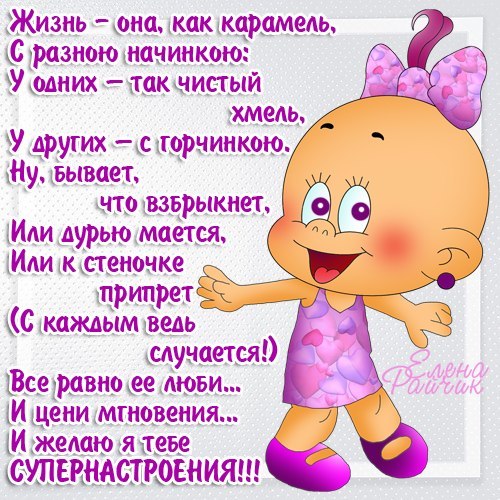 Жизнь – она, как карамель,
С разною начинкою:
У одних – так чистый
хмель,
У других – с горчинкою.
Ну, бывает,
что взбрыкнет,
Или дурью мается,
Или к стеночке
припрет
(С каждым ведь
случается!)
Все равно ее люби...
И цени мгновения...
И желаю я тебе
СУПЕРНАСТРОЕНИЯ!!!
Елена
Райчик